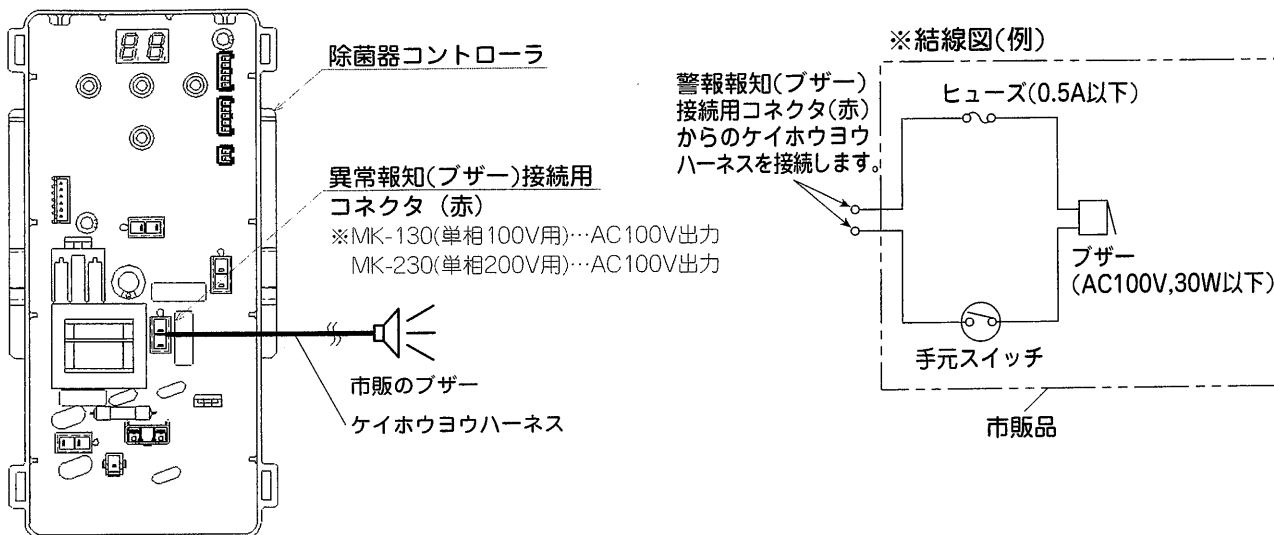 除菌器コントローラ
異常報知(ブザー)接続用
コネクタ（赤）
※MK-130(単相100V用)…AC100V出力
MK-230(単相200V用)…AC100V出力
市販のブザー
ケイホウヨウハーネス
※結線図(例)
警報報知(ブザー)
接続用コネクタ(赤)
からのケイホウヨウ
ハーネスを接続します。
ヒューズ(0.5A以下)
ブザー
(AC100V,30W以下)
手元スイッチ
市販品